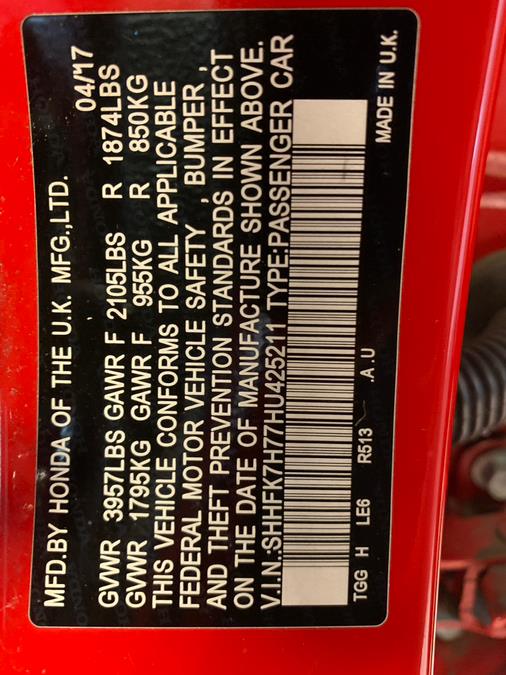 MFD.BY HONDA OF THE U.K. MFG.,LTD. 04/17
GVWR 3957LBS GAWR F 2105LBS R 1874LBS
GVWR 1795KG GAWR F 955KG R 850KG
THIS VEHICLE CONFORMS TO ALL APPLICABLE
FEDERAL MOTOR VEHICLE SAFETY , BUMPER ,
AND THEFT PREVENTION STANDARDS IN EFFECT
ON THE DATE OF MANUFACTURE SHOWN ABOVE.
V.I.N.:SHHFK7H77HU425211 TYPE:PASSENGER CAR
TGG H LE6 R513 .A.U MADE IN U.K.